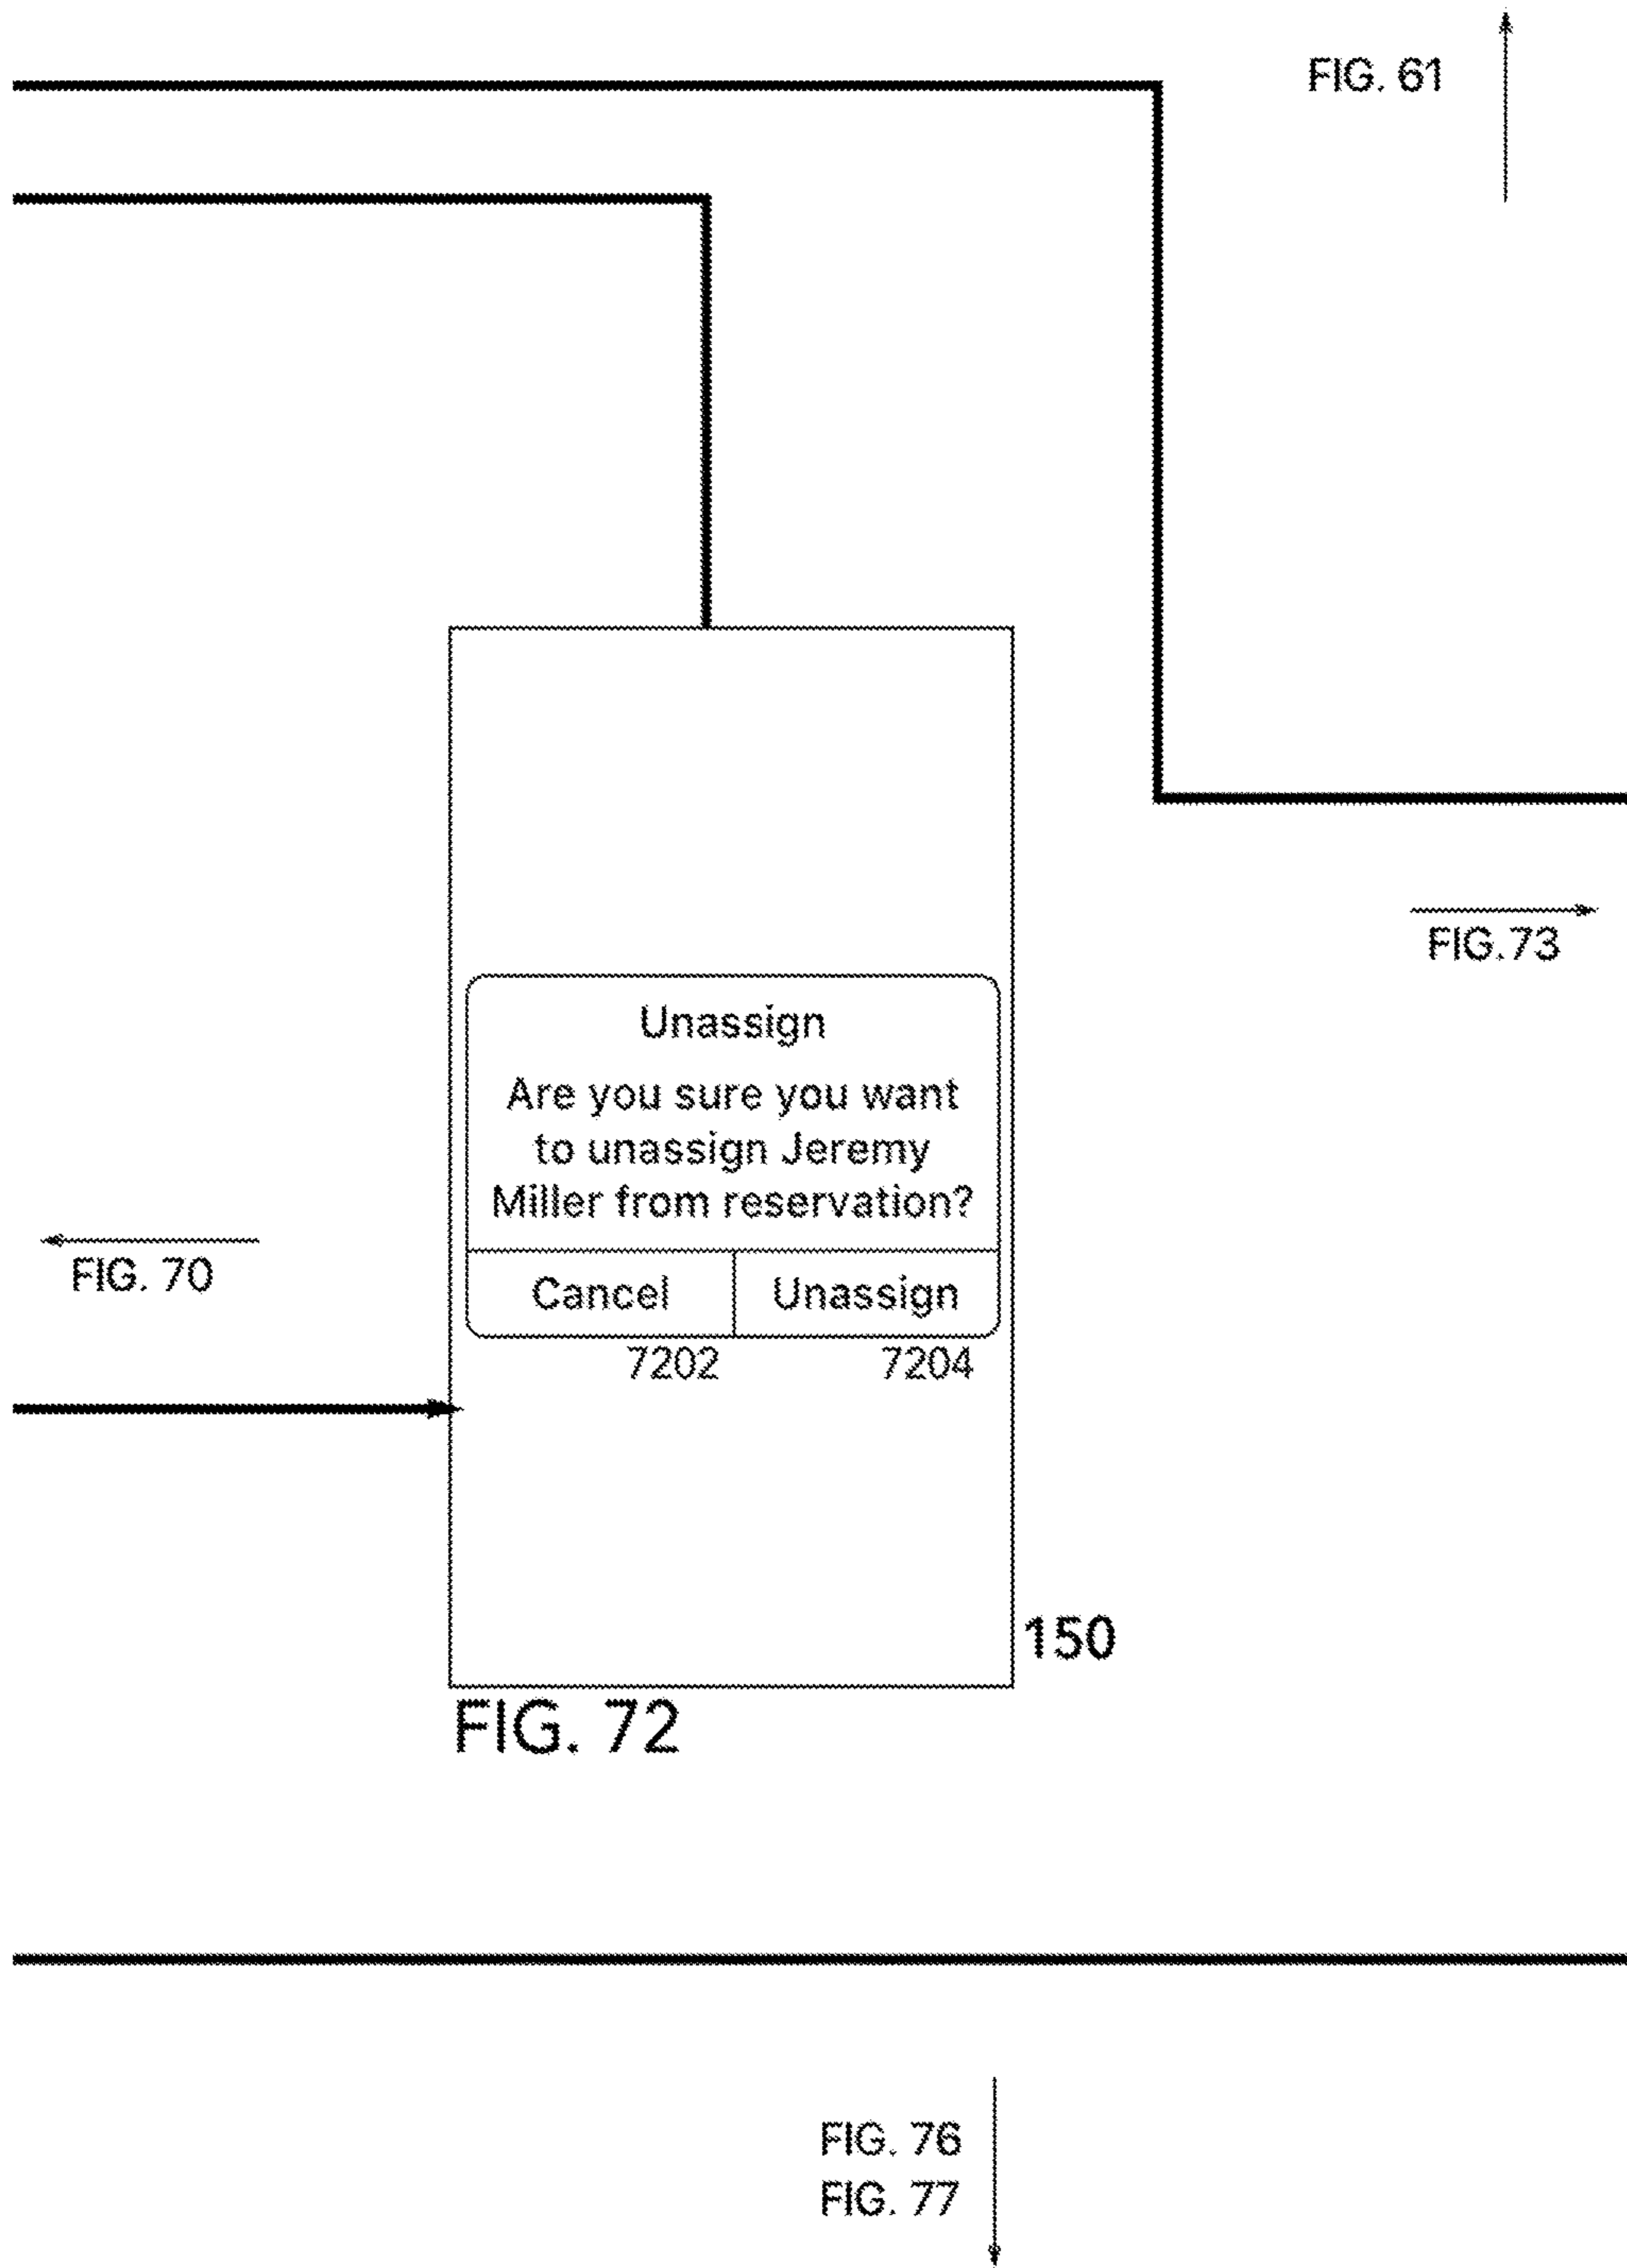 FIG. 61
FIG.73
Unassign
Are you sure you want
to unassign Jeremy
Miller from reservation?
FIG. 70
Cancel
Unassign
7202
7204
150
FIG. 72
FIG. 76
FIG. 77